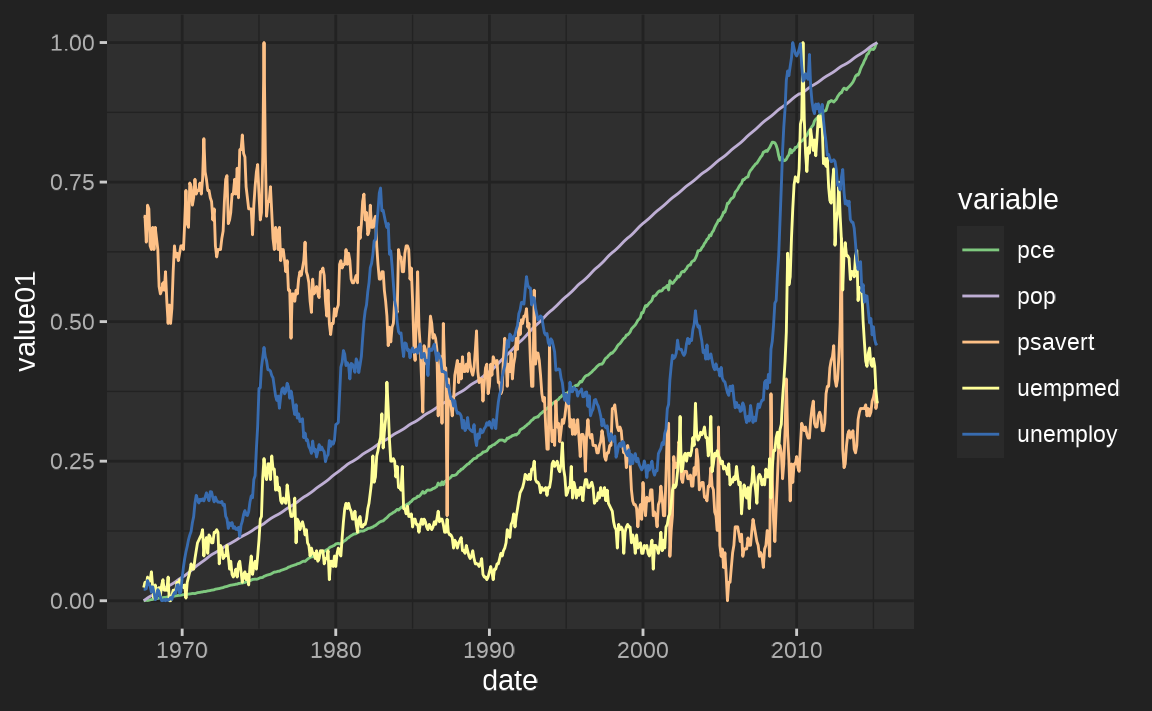 1.00
0.75
0.50
0.25
0.00
value01
1970 1980 1990 2000 2010
date
variable
pce
pop
psavert
uempmed
unemploy